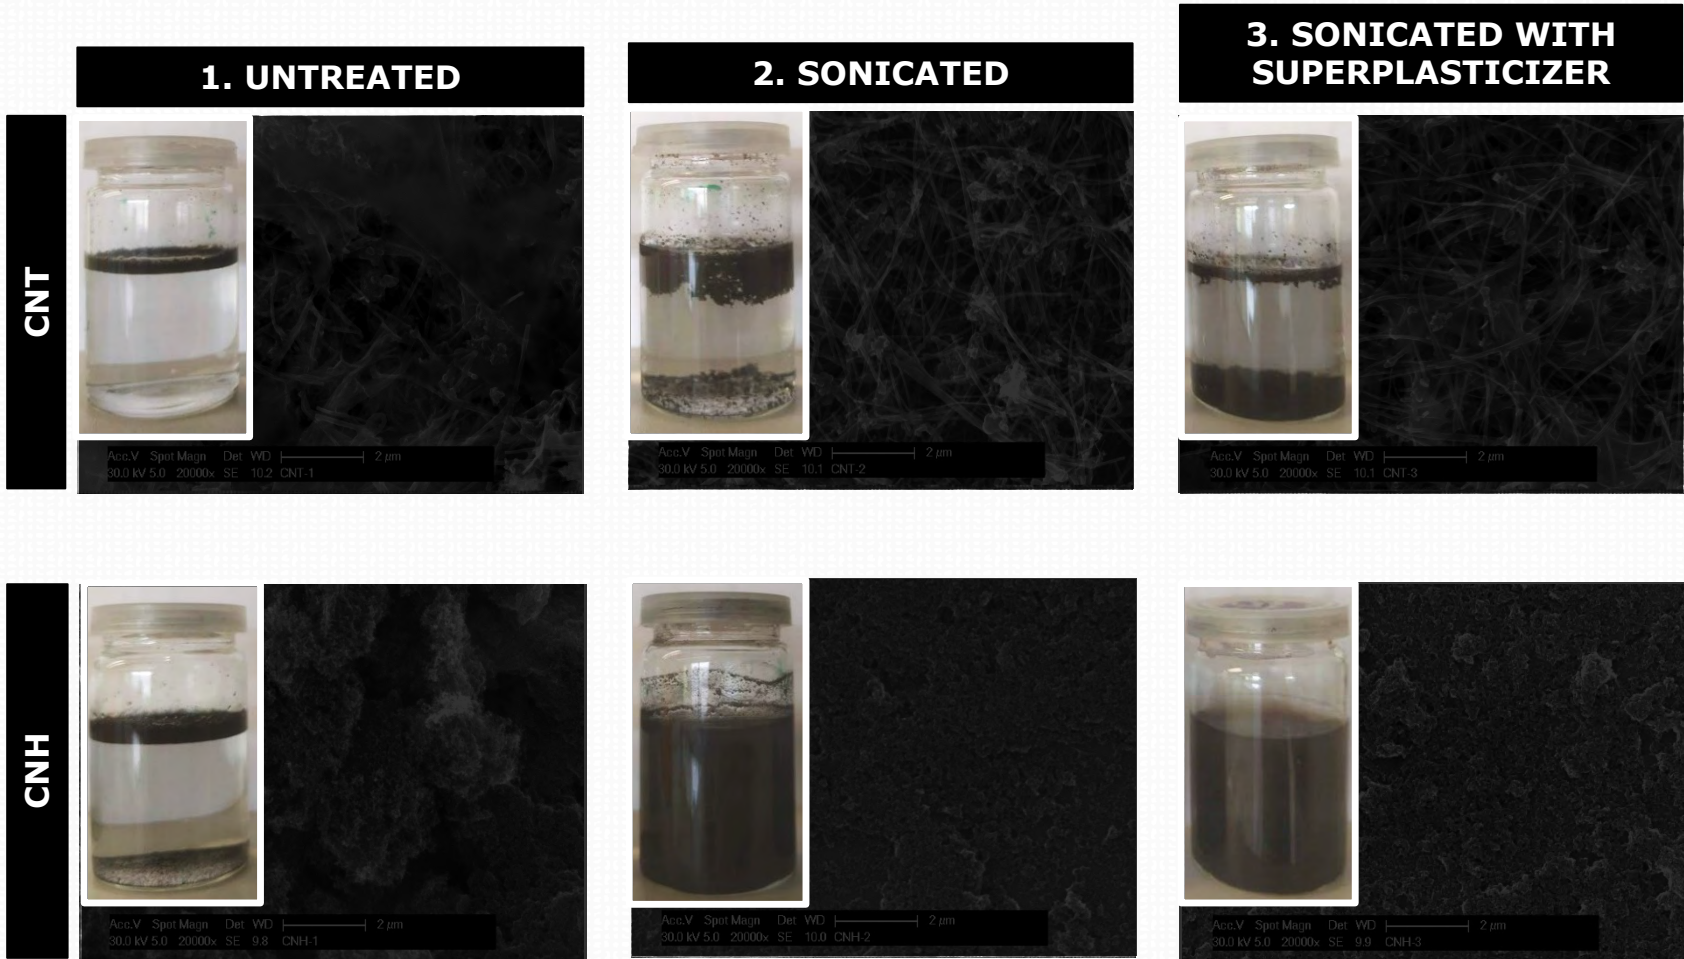 1. UNTREATED
2. SONICATED
3. SONICATED WITH
SUPERPLASTICIZER
CNT
Acc.V Spot Magn Det WD 2 µm
30.0 kV 5.0 20000x SE 10.2 CNT-1
Acc.V Spot Magn Det WD 2 µm
30.0 kV 5.0 20000x SE 10.1 CNT-2
Acc.V Spot Magn Det WD 2 µm
30.0 kV 5.0 20000x SE 10.1 CNT-3
CNH
Acc.V Spot Magn Det WD 2 µm
30.0 kV 5.0 20000x SE 9.8 CNH-1
Acc.V Spot Magn Det WD 2 µm
30.0 kV 5.0 20000x SE 10.0 CNH-2
Acc.V Spot Magn Det WD 2 µm
30.0 kV 5.0 20000x SE 9.9 CNH-3